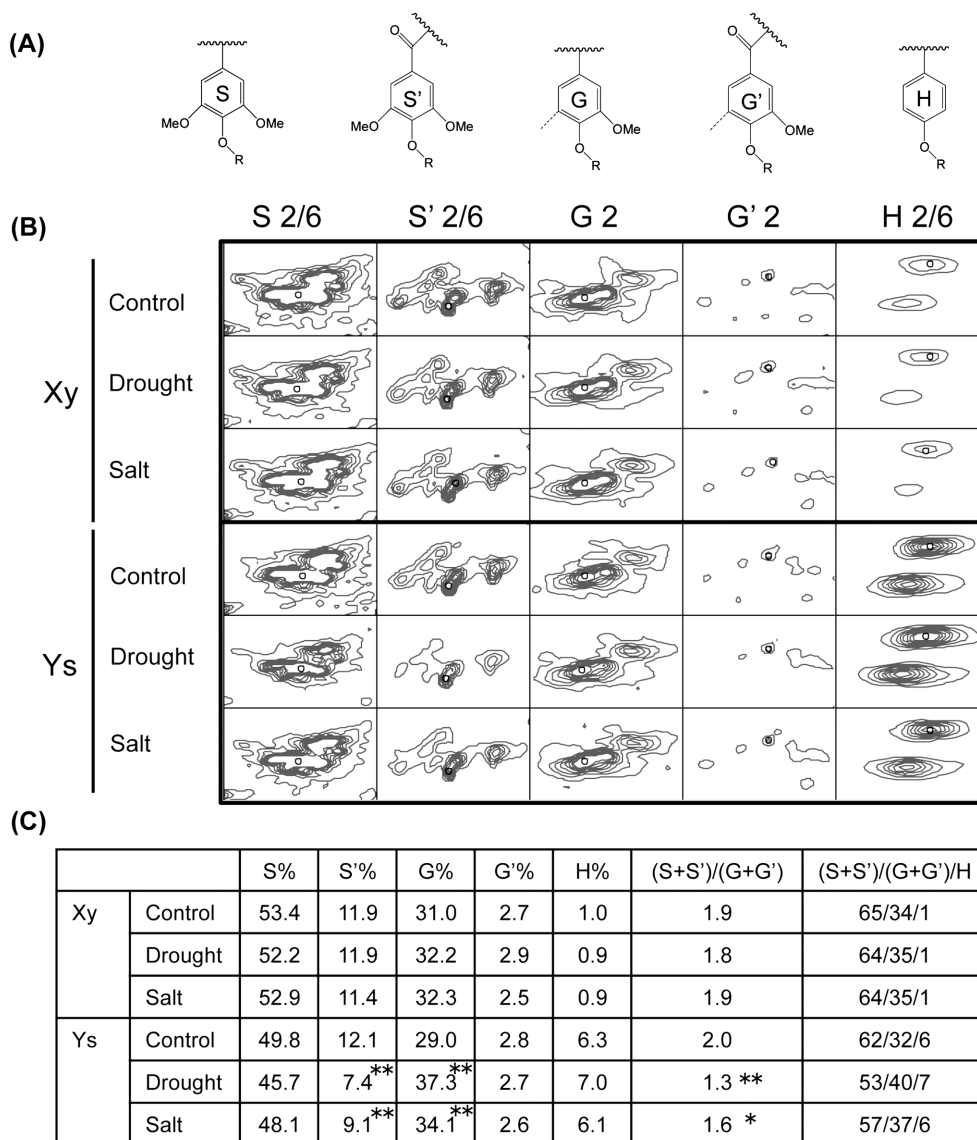 (A)
O O
S S' G G' H
MeO OMe MeO OMe OMe OMe
O O O O O
R R R R R
(B)
S 2/6 S’ 2/6 G 2 G’ 2 H 2/6
Xy
Control
Drought
Salt
Ys
Control
Drought
Salt
(C)
S% S’% G% G’% H% (S+S’)/(G+G’) (S+S’)/(G+G’)/H
Xy Control 53.4 11.9 31.0 2.7 1.0 1.9 65/34/1
Drought 52.2 11.9 32.2 2.9 0.9 1.8 64/35/1
Salt 52.9 11.4 32.3 2.5 0.9 1.9 64/35/1
Ys Control 49.8 12.1 29.0 2.8 6.3 2.0 62/32/6
Drought 45.7 7.4** 37.3** 2.7 7.0 1.3 ** 53/40/7
Salt 48.1 9.1** 34.1** 2.6 6.1 1.6 * 57/37/6